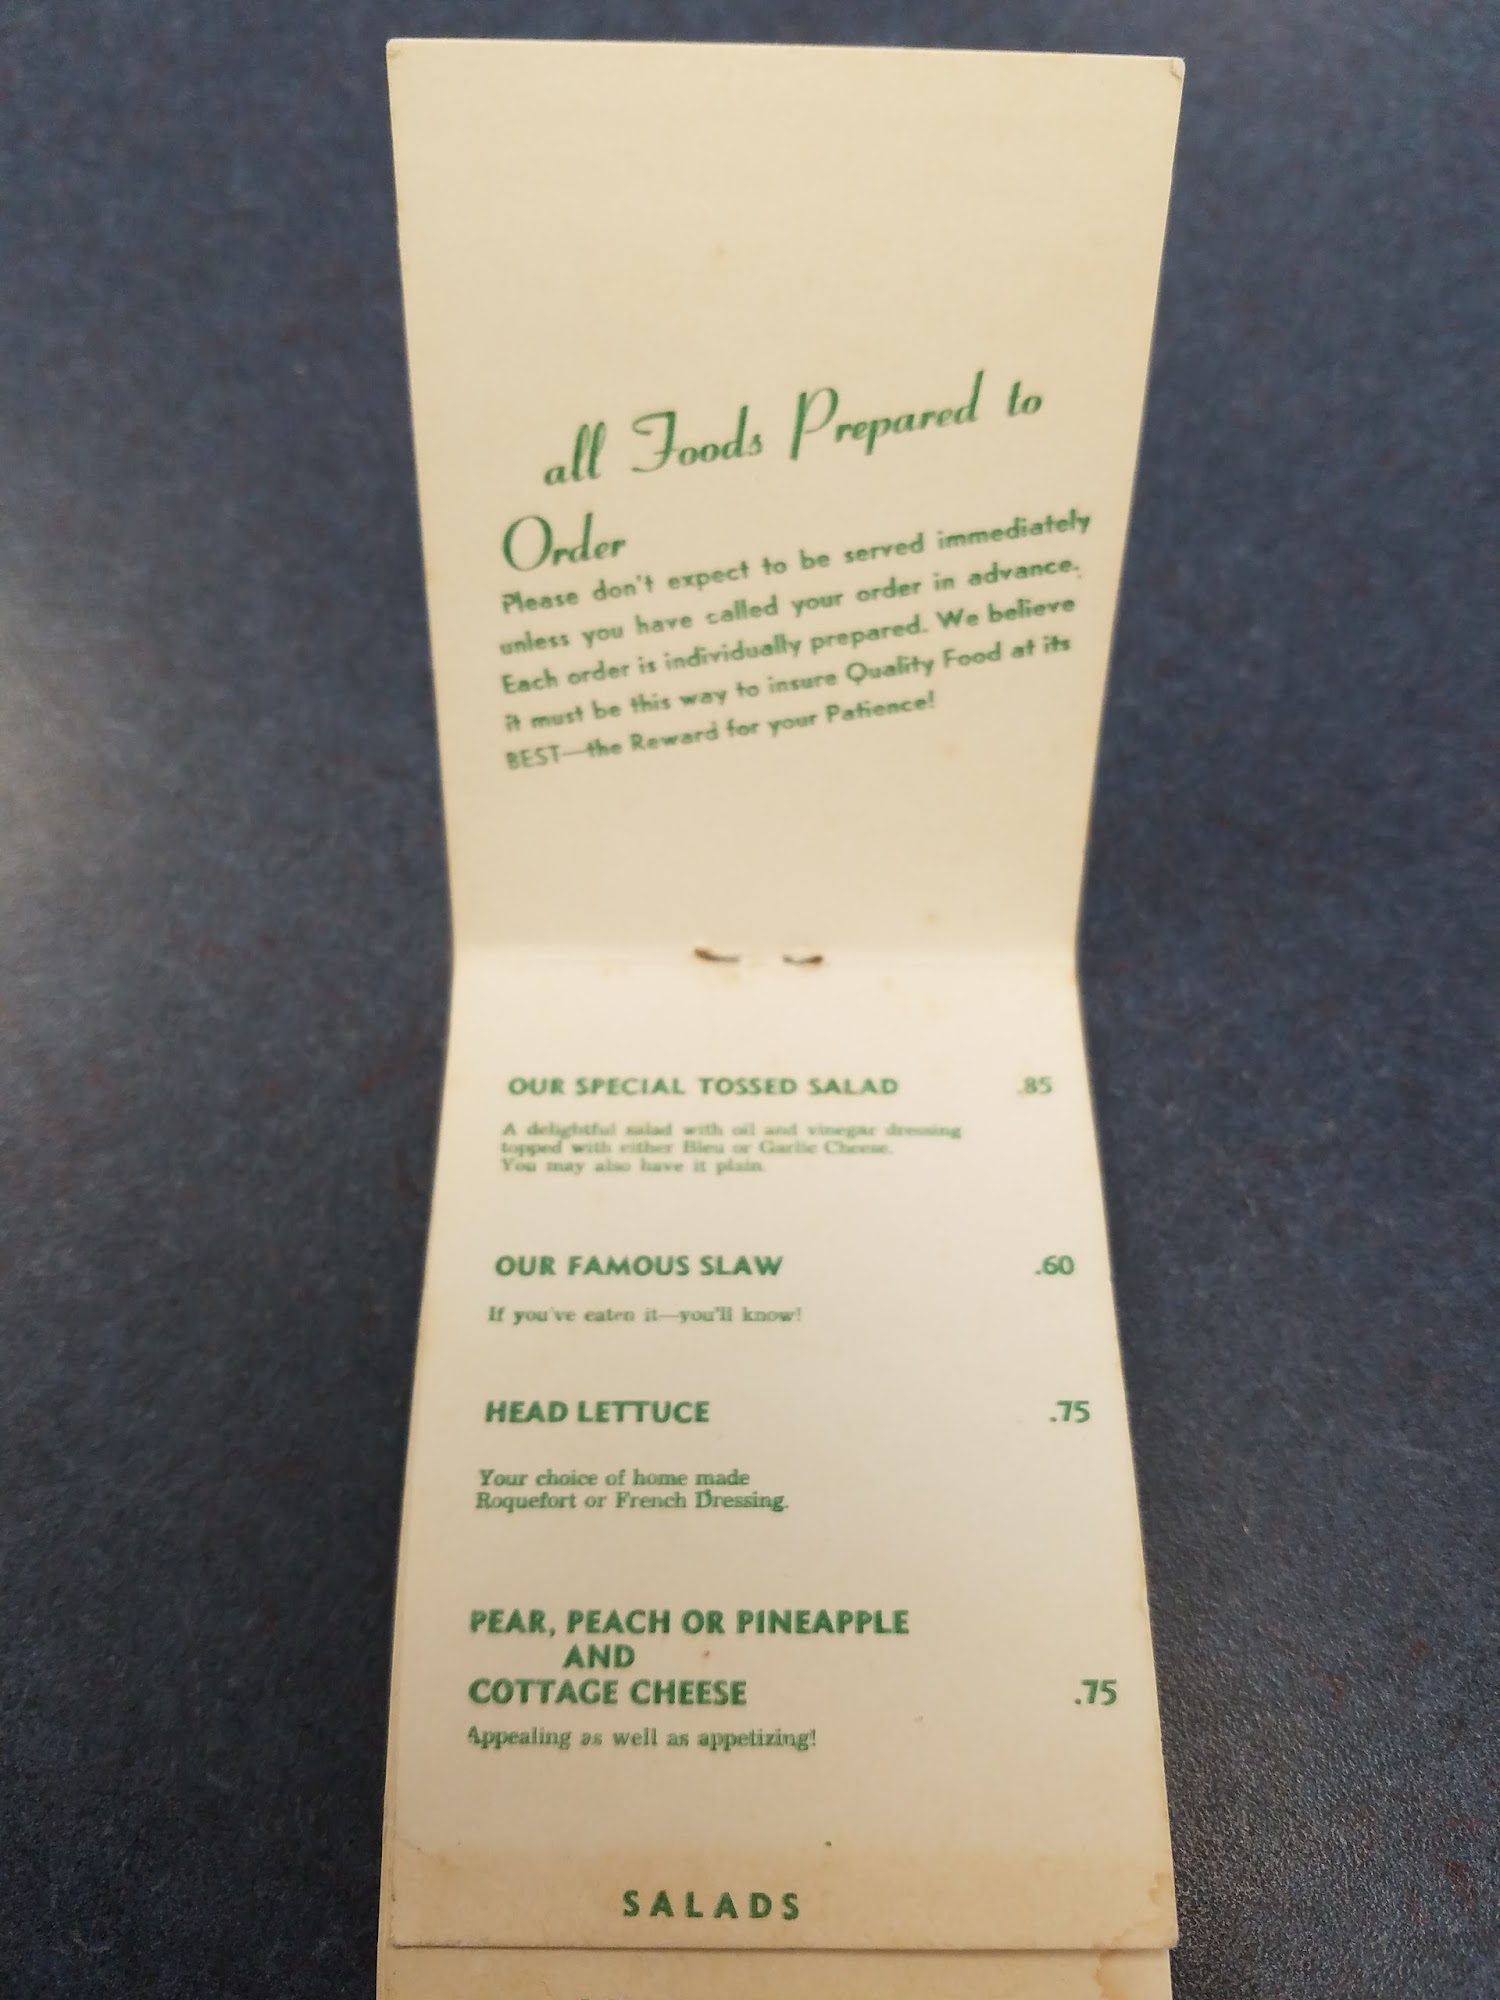 all Foods Prepared to
Order
Please don't expect to be served immediately
unless you have called your order in advance.
Each order is individually prepared. We believe
it must be this way to insure Quality Food at its
BEST—the Reward for your Patience!
OUR SPECIAL TOSSED SALAD .85
A delightful salad with oil and vinegar dressing
topped with either Bleu or Garlic Cheese.
You may also have it plain.
OUR FAMOUS SLAW .60
If you've eaten it—you'll know!
HEAD LETTUCE .75
Your choice of home made
Roquefort or French Dressing.
PEAR, PEACH OR PINEAPPLE
AND
COTTAGE CHEESE .75
Appealing as well as appetizing!
SALADS